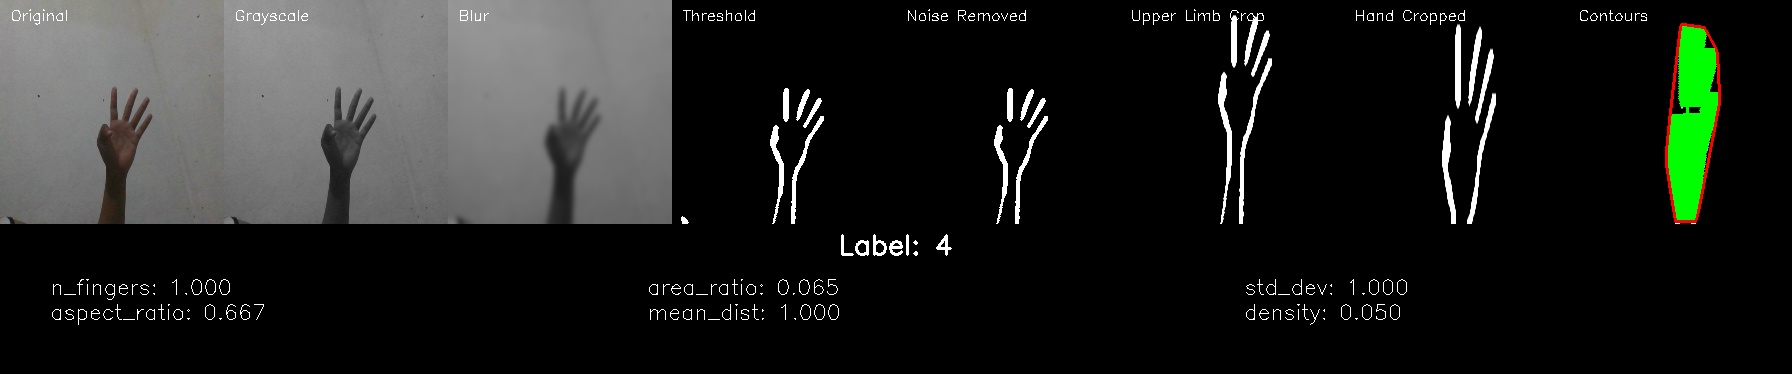 Original Grayscale Blur Threshold Noise Removed Upper Limb Crop Hand Cropped Contours
Label: 4
n_fingers: 1.000 area_ratio: 0.065 std_dev: 1.000
aspect_ratio: 0.667 mean_dist: 1.000 density: 0.050